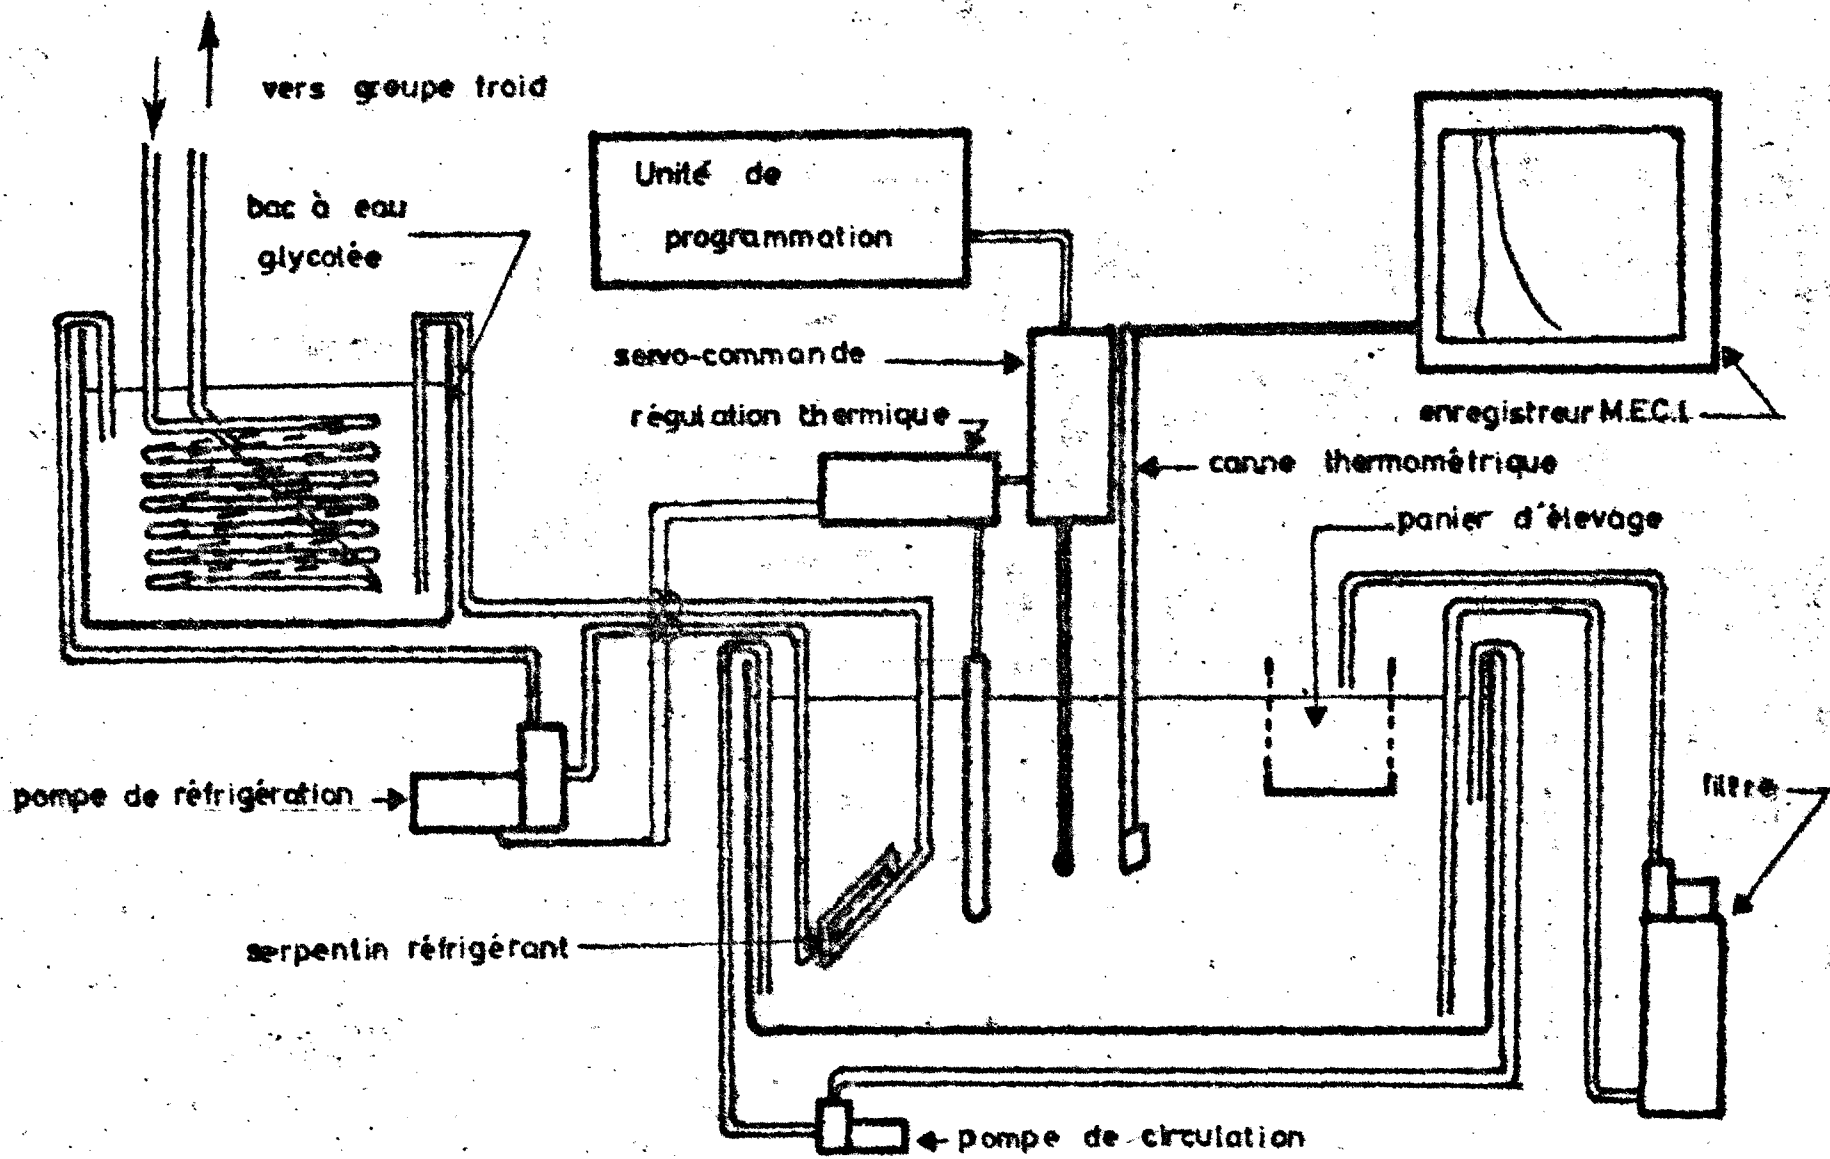 vers groupe froid
Unité de
programmation
bac à eau
glycolée
servo-commande
régulation thermique
enregistreur M.E.C.I.
canne thermométrique
panier d'élevage
pompe de réfrigération
filtre
serpentin réfrigérant
pompe de circulation